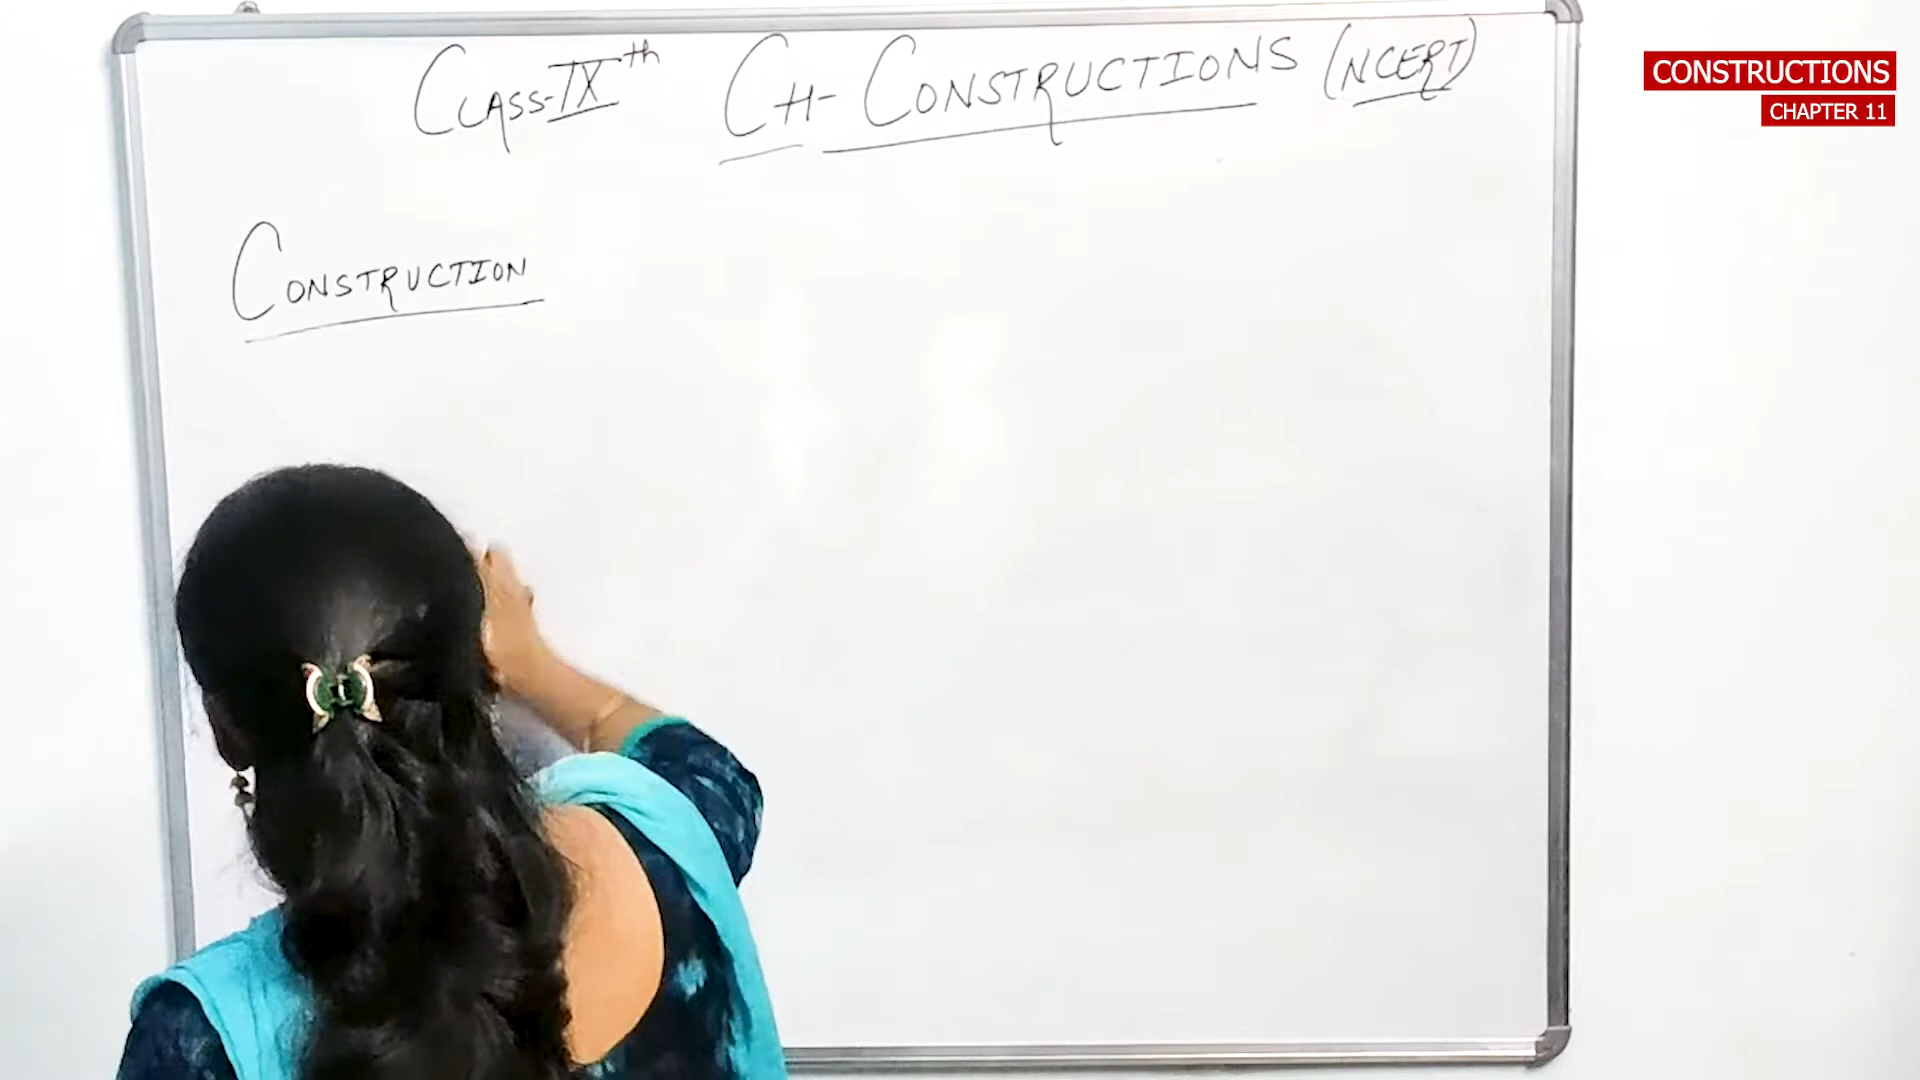 CLASS-IXth CH- CONSTRUCTIONS (NCERT)
CONSTRUCTIONS
CHAPTER 11
CONSTRUCTION